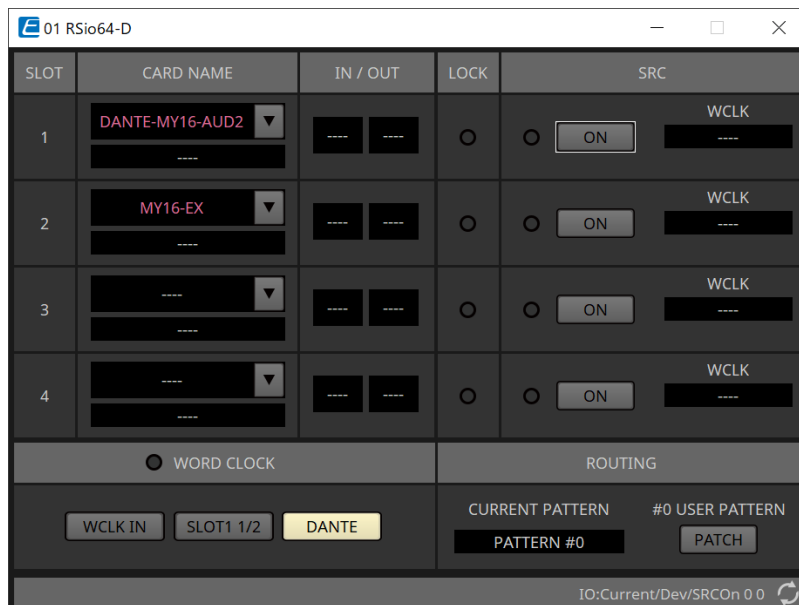 01 RSio64-D
SLOT CARD NAME IN / OUT LOCK SRC
1 DANTE-MY16-AUD2 ---- ---- ---- ON WCLK ----
2 MY16-EX ---- ---- ---- ON WCLK ----
3 ---- ---- ---- ---- ON WCLK ----
4 ---- ---- ---- ---- ON WCLK ----
WORD CLOCK ROUTING
WCLK IN SLOT1 1/2 DANTE
CURRENT PATTERN #0 USER PATTERN
PATTERN #0 PATCH
IO:Current/Dev/SRCOn 0 0